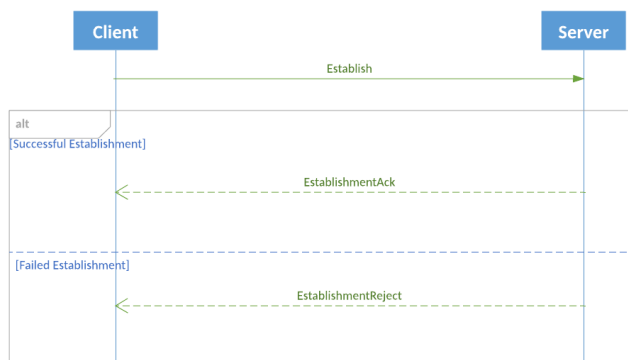 Client
Server
Establish
alt
[Successful Establishment]
EstablishmentAck
[Failed Establishment]
EstablishmentReject